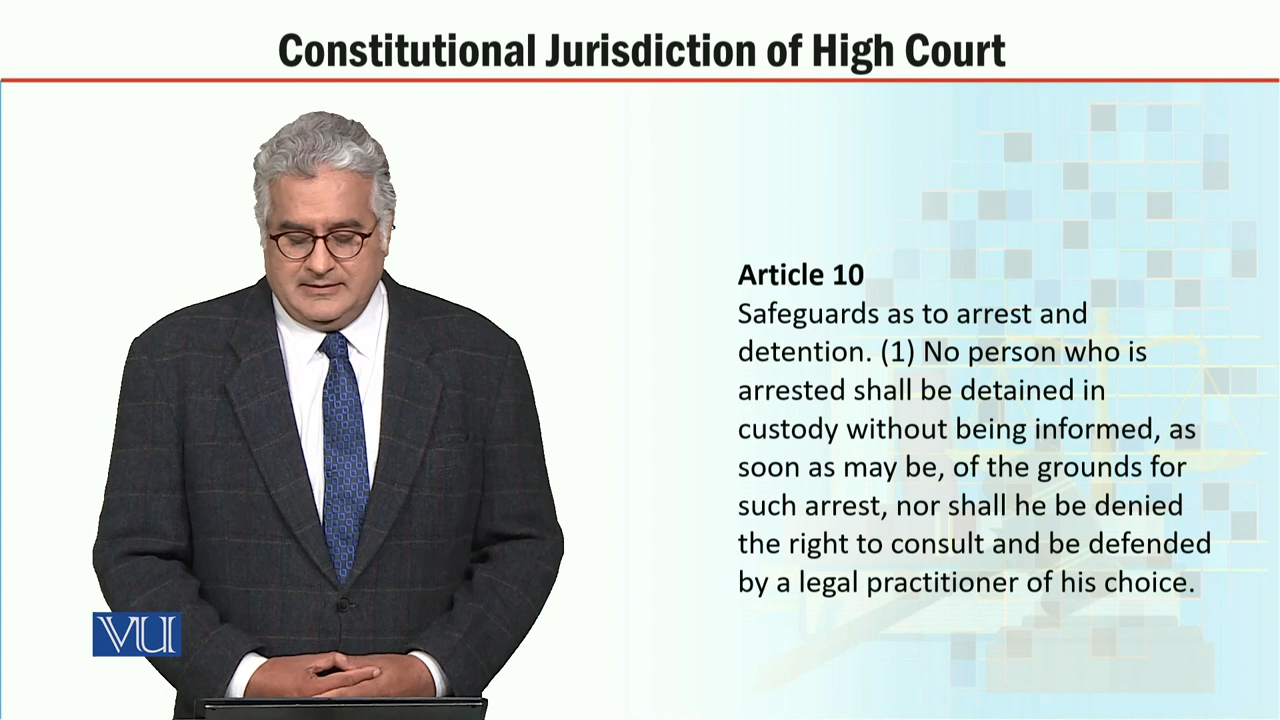 Constitutional Jurisdiction of High Court
Article 10
Safeguards as to arrest and
detention. (1) No person who is
arrested shall be detained in
custody without being informed, as
soon as may be, of the grounds for
such arrest, nor shall he be denied
the right to consult and be defended
by a legal practitioner of his choice.
VU